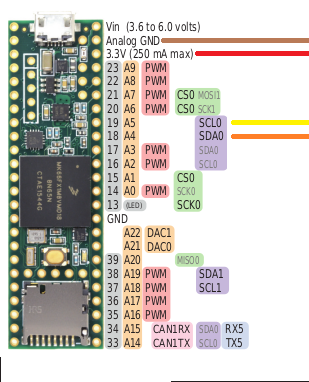 Vin (3.6 to 6.0 volts)
Analog GND
3.3V (250 mA max)
23 A9 PWM
22 A8 PWM
21 A7 PWM CS0 MOSI1
20 A6 PWM CS0 SCK1
19 A5 SCL0
18 A4 SDA0
17 A3 PWM SDA0
16 A2 PWM SCL0
15 A1 CS0
14 A0 PWM SCK0
13 (LED) SCK0
GND
A22 DAC1
A21 DAC0
39 A20 MISO0
38 A19 PWM SDA1
37 A18 PWM SCL1
36 A17 PWM
35 A16 PWM
34 A15 CAN1RX SDA0 RX5
33 A14 CAN1TX SCL0 TX5